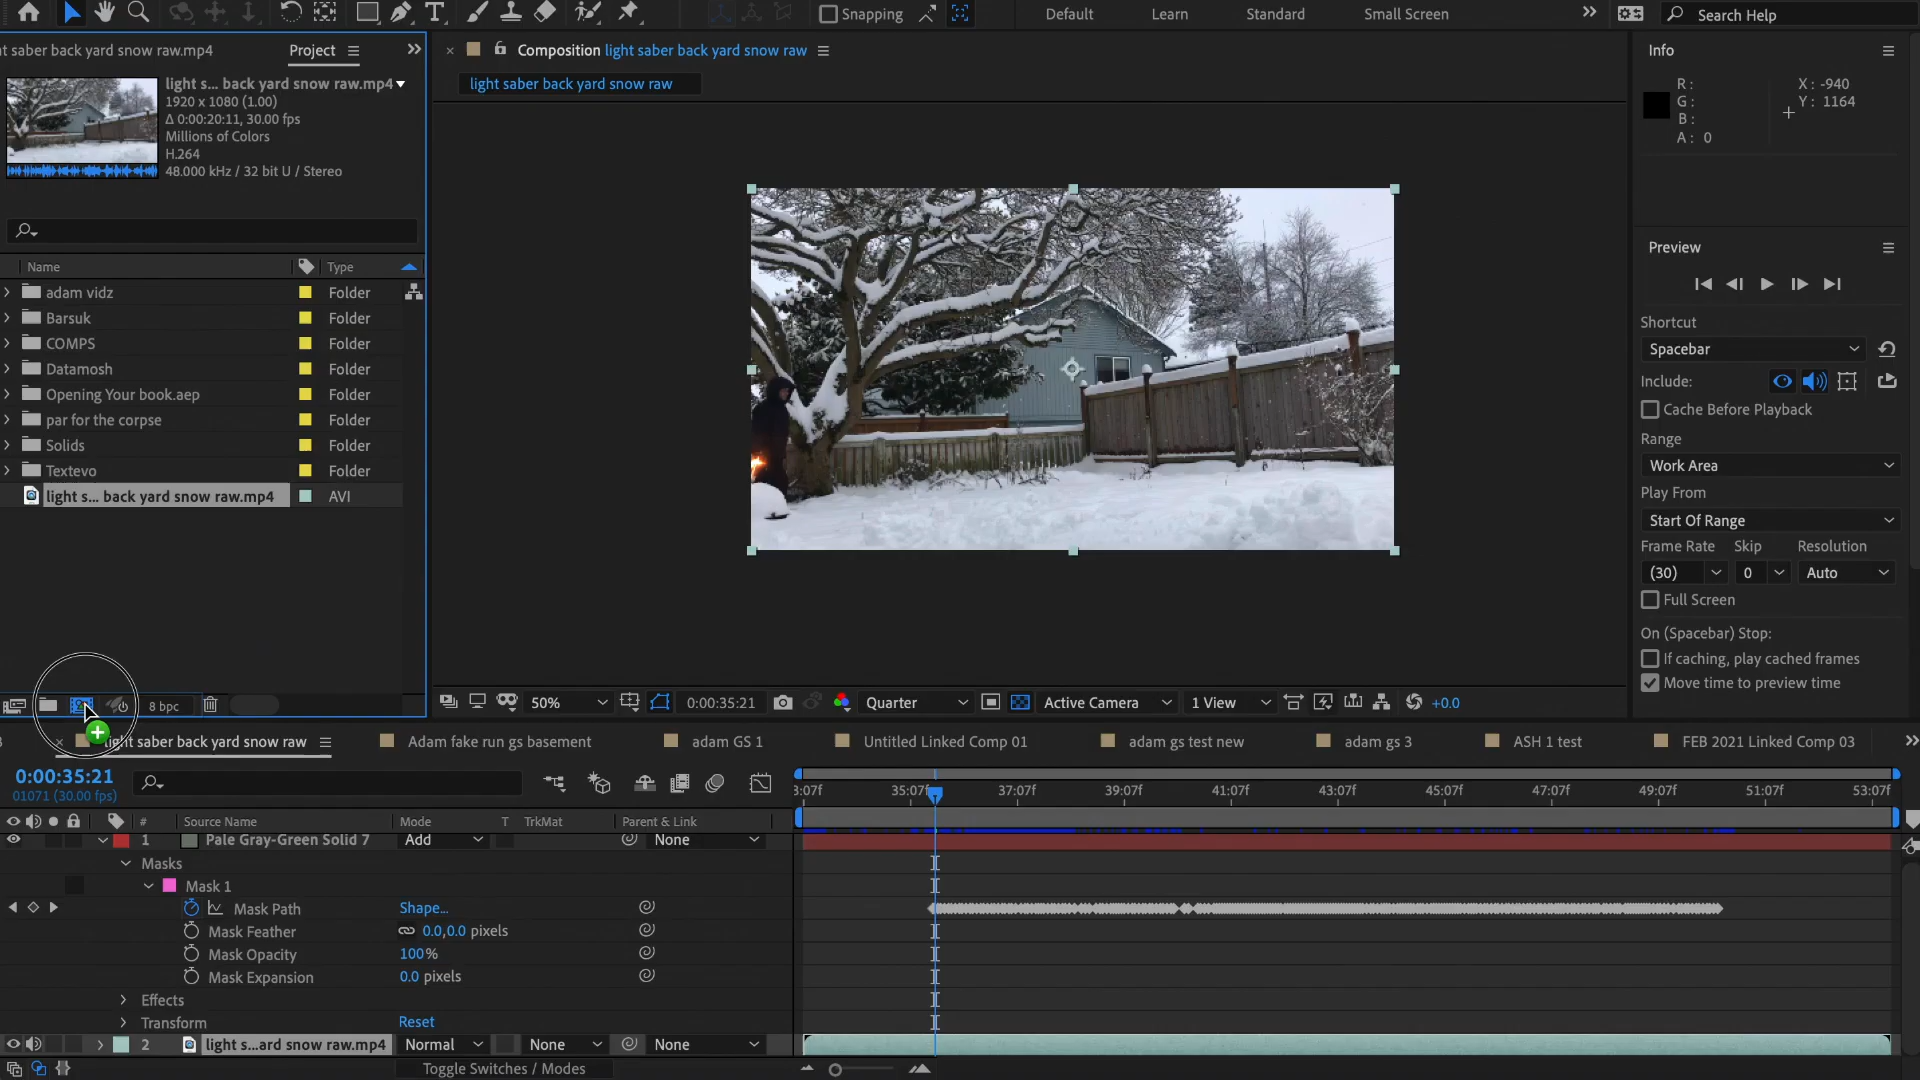 Snapping
Default
Learn
Standard
Small Screen
Search Help
ht saber back yard snow raw.mp4
Project
Composition light saber back yard snow raw
light saber back yard snow raw
light s... back yard snow raw.mp4
1920 x 1080 (1.00)
Δ 0:00:20:11, 30.00 fps
Millions of Colors
H.264
48.000 kHz / 32 bit U / Stereo
Name
Type
adam vidz
Folder
Barsuk
Folder
COMPS
Folder
Datamosh
Folder
Opening Your book.aep
Folder
par for the corpse
Folder
Solids
Folder
Textevo
Folder
light s... back yard snow raw.mp4
AVI
8 bpc
50%
0:00:35:21
Quarter
Active Camera
1 View
+0.0
Info
R :
G :
B :
A : 0
X : -940
Y : 1164
Preview
Shortcut
Spacebar
Include:
Cache Before Playback
Range
Work Area
Play From
Start Of Range
Frame Rate
Skip
Resolution
(30)
0
Auto
Full Screen
On (Spacebar) Stop:
If caching, play cached frames
Move time to preview time
light saber back yard snow raw
Adam fake run gs basement
adam GS 1
Untitled Linked Comp 01
adam gs test new
adam gs 3
ASH 1 test
FEB 2021 Linked Comp 03
0:00:35:21
01071 (30.00 fps)
3:07f
35:07f
37:07f
39:07f
41:07f
43:07f
45:07f
47:07f
49:07f
51:07f
53:07f
#
Source Name
Mode
T
TrkMat
Parent & Link
1
Pale Gray-Green Solid 7
Add
None
Masks
Mask 1
Mask Path
Shape...
Mask Feather
0.0,0.0 pixels
Mask Opacity
100%
Mask Expansion
0.0 pixels
Effects
Transform
Reset
2
light s...ard snow raw.mp4
Normal
None
None
Toggle Switches / Modes